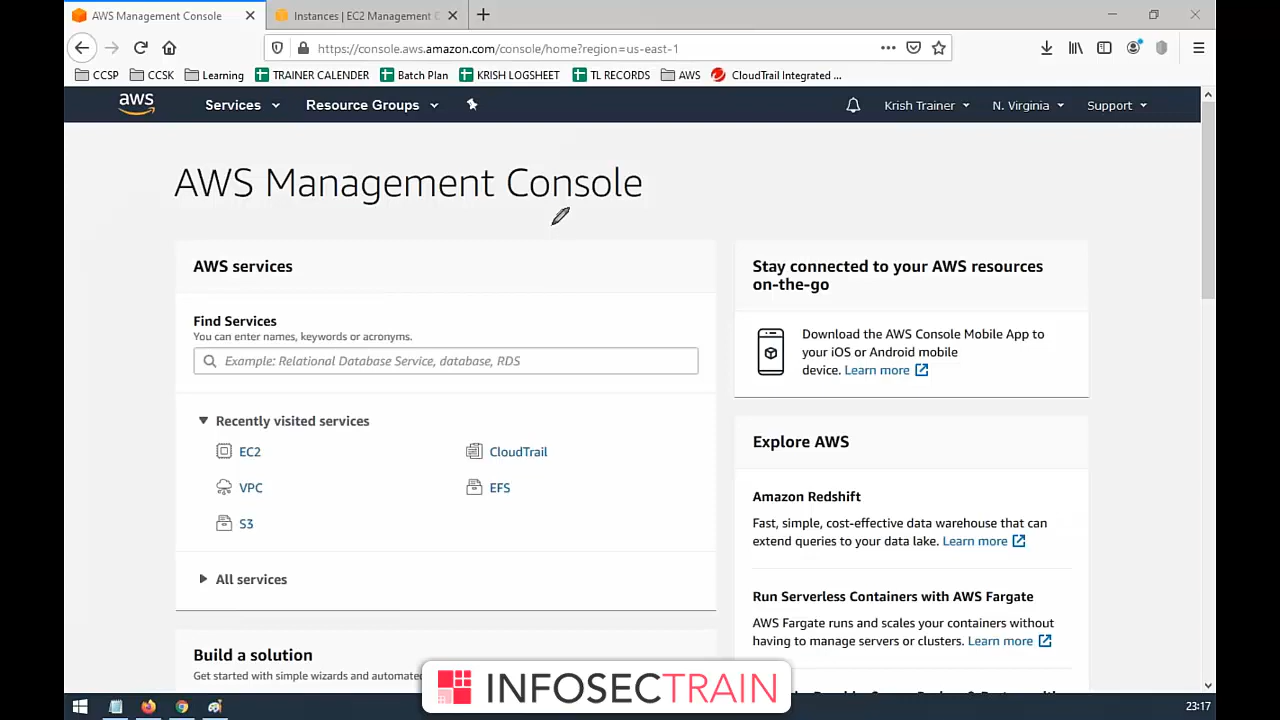 AWS Management Console
Instances | EC2 Management C
https://console.aws.amazon.com/console/home?region=us-east-1
CCSP
CCSK
Learning
TRAINER CALENDER
Batch Plan
KRISH LOGSHEET
TL RECORDS
AWS
CloudTrail Integrated ...
aws
Services
Resource Groups
Krish Trainer
N. Virginia
Support
AWS Management Console
AWS services
Find Services
You can enter names, keywords or acronyms.
Example: Relational Database Service, database, RDS
Recently visited services
EC2
CloudTrail
VPC
EFS
S3
All services
Build a solution
Get started with simple wizards and automated
Stay connected to your AWS resources
on-the-go
Download the AWS Console Mobile App to
your iOS or Android mobile
device. Learn more
Explore AWS
Amazon Redshift
Fast, simple, cost-effective data warehouse that can
extend queries to your data lake. Learn more
Run Serverless Containers with AWS Fargate
AWS Fargate runs and scales your containers without
having to manage servers or clusters. Learn more
INFOSECTRAIN
23:17